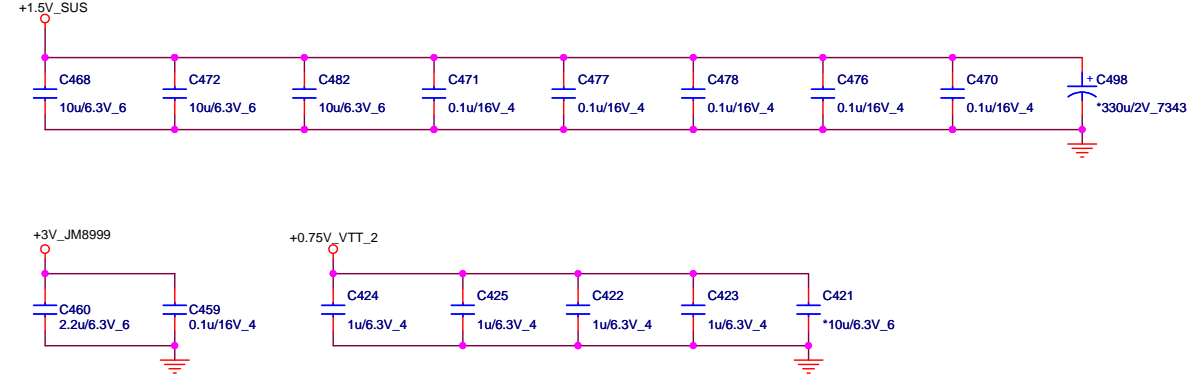 +1.5V_SUS
C468
10u/6.3V_6
C472
10u/6.3V_6
C482
10u/6.3V_6
C471
0.1u/16V_4
C477
0.1u/16V_4
C478
0.1u/16V_4
C476
0.1u/16V_4
C470
0.1u/16V_4
+ C498
*330u/2V_7343
+3V_JM8999
C460
2.2u/6.3V_6
C459
0.1u/16V_4
+0.75V_VTT_2
C424
1u/6.3V_4
C425
1u/6.3V_4
C422
1u/6.3V_4
C423
1u/6.3V_4
C421
*10u/6.3V_6